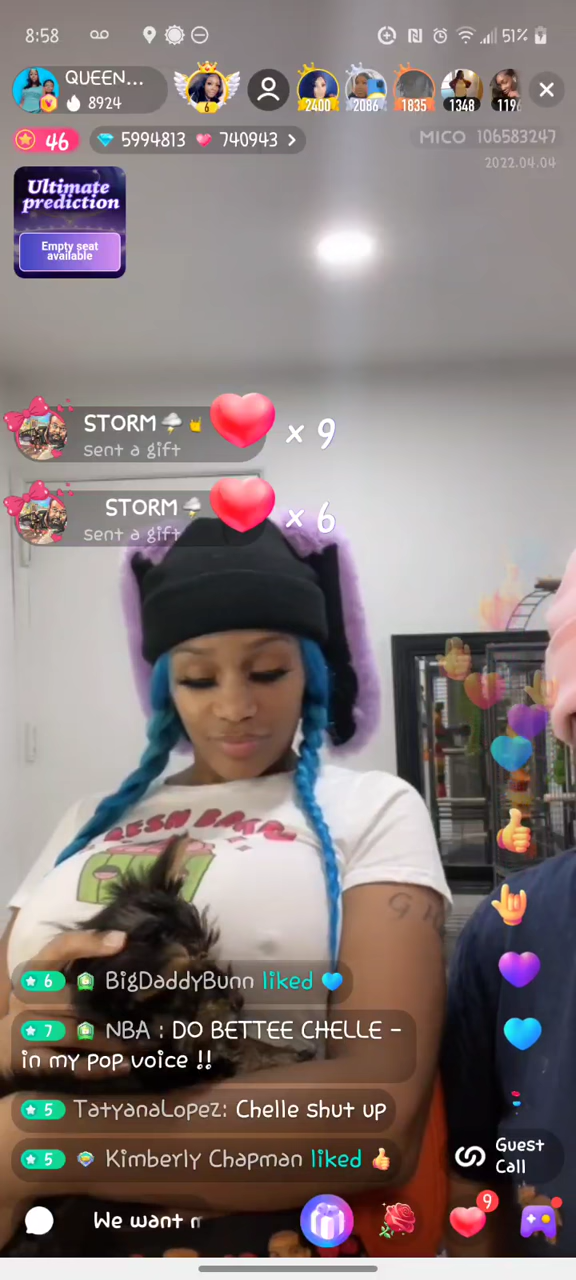 8:58
51%
QUEEN...
8924
6
2400
2086
1835
1348
46
5994813
740943
MICO 106583247
2022.04.04
Ultimate
prediction
Empty seat
available
STORM
× 9
sent a gift
STORM
× 6
sent a gift
6 BigDaddyBunn liked
7 NBA : DO BETTEE CHELLE -
in my pop voice !!
5 TatyanaLopez: Chelle shut up
5 Kimberly Chapman liked
Guest
Call
We want
9